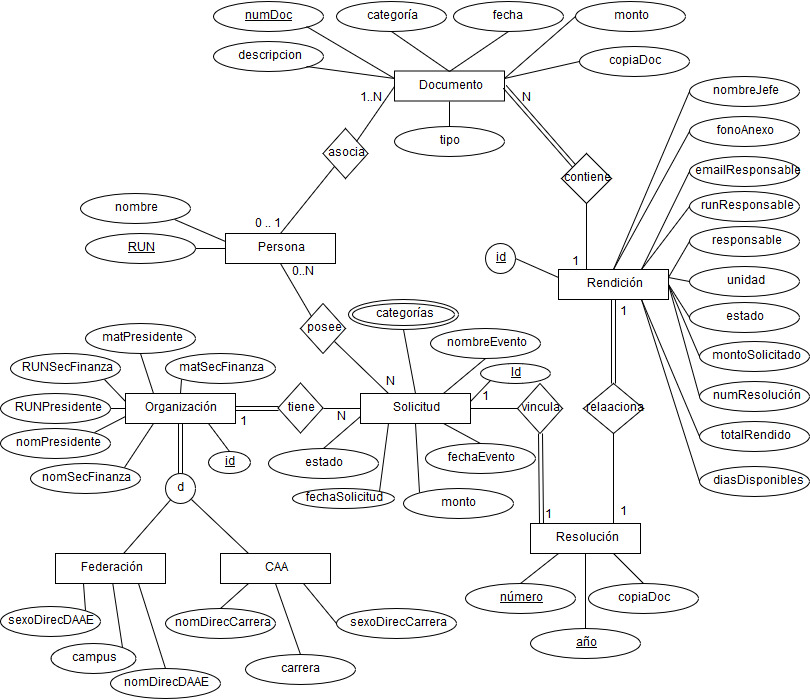 numDoc
categoría
fecha
monto
descripcion
copiaDoc
Documento
1..N
N
tipo
nombreJefe
fonoAnexo
asocia
contiene
emailResponsable
runResponsable
nombre
0 .. 1
Persona
RUN
0..N
id
1
responsable
Rendición
unidad
1
estado
categorías
posee
nombreEvento
matPresidente
RUNSecFinanza
matSecFinanza
Id
montoSolicitado
N
1
numResolución
RUNPresidente
Organización
1
tiene
N
Solicitud
vincula
relaaciona
nomPresidente
totalRendido
nomSecFinanza
id
estado
fechaEvento
fechaSolicitud
monto
diasDisponibles
d
1
1
Resolución
Federación
CAA
número
copiaDoc
sexoDirecDAAE
nomDirecCarrera
sexoDirecCarrera
año
campus
carrera
nomDirecDAAE